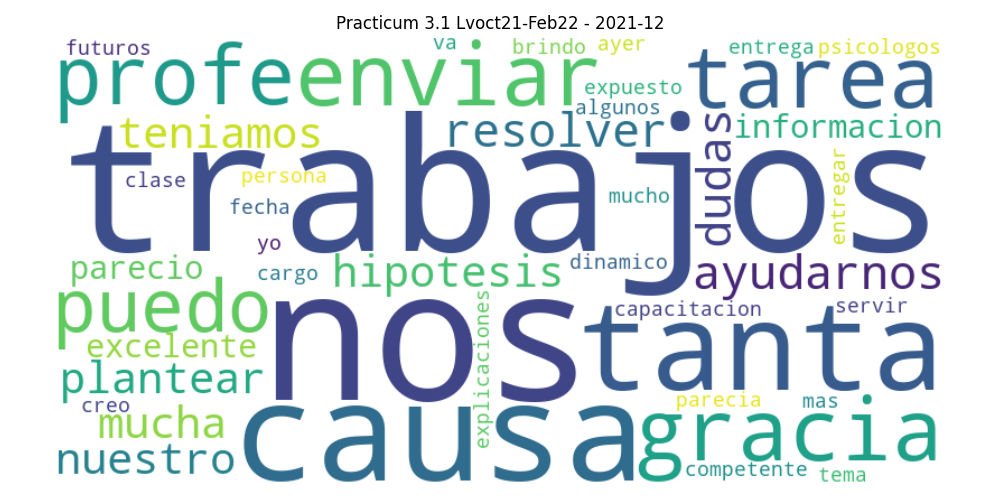 Practicum 3.1 Lvoct21-Feb22 - 2021-12
futuros
va
brindo
ayer
entrega
psicologos
profe
enviar
tarea
expuesto
algunos
teniamos
resolver
informacion
trabajos
dudas
clase
persona
mucho
entregar
fecha
yo
parecio
cargo
hipotesis
dinamico
ayudarnos
puedo
nos
explicaciones
capacitacion
servir
tanta
excelente
plantear
creo
parecia
mas
mucha
causa
gracia
nuestro
competente
tema